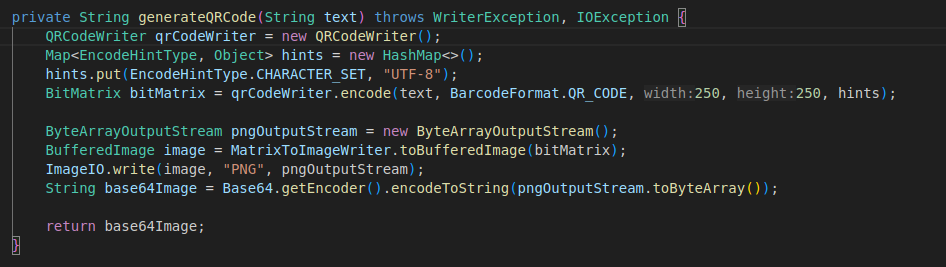 private String generateQRCode(String text) throws WriterException, IOException {
QRCodeWriter qrCodeWriter = new QRCodeWriter();
Map<EncodeHintType, Object> hints = new HashMap<>();
hints.put(EncodeHintType.CHARACTER_SET, "UTF-8");
BitMatrix bitMatrix = qrCodeWriter.encode(text, BarcodeFormat.QR_CODE, width:250, height:250, hints);
ByteArrayOutputStream pngOutputStream = new ByteArrayOutputStream();
BufferedImage image = MatrixToImageWriter.toBufferedImage(bitMatrix);
ImageIO.write(image, "PNG", pngOutputStream);
String base64Image = Base64.getEncoder().encodeToString(pngOutputStream.toByteArray());
return base64Image;
}